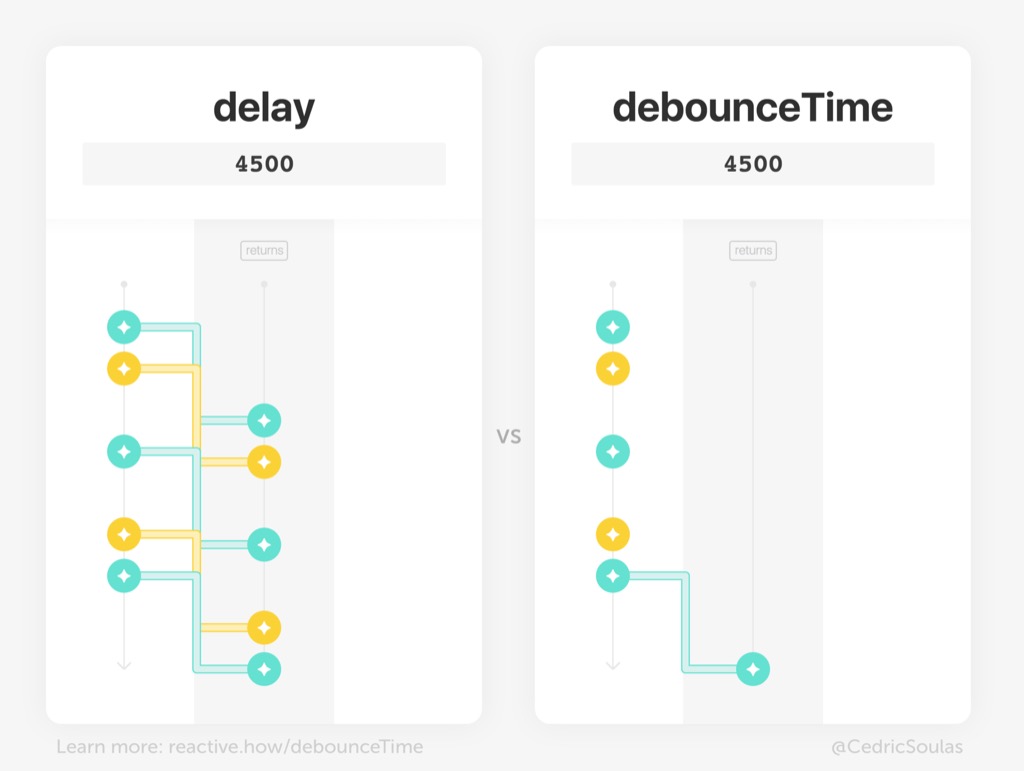 delay
4500
returns
vs
debounceTime
4500
returns
Learn more: reactive.how/debounceTime
@CedricSoulas